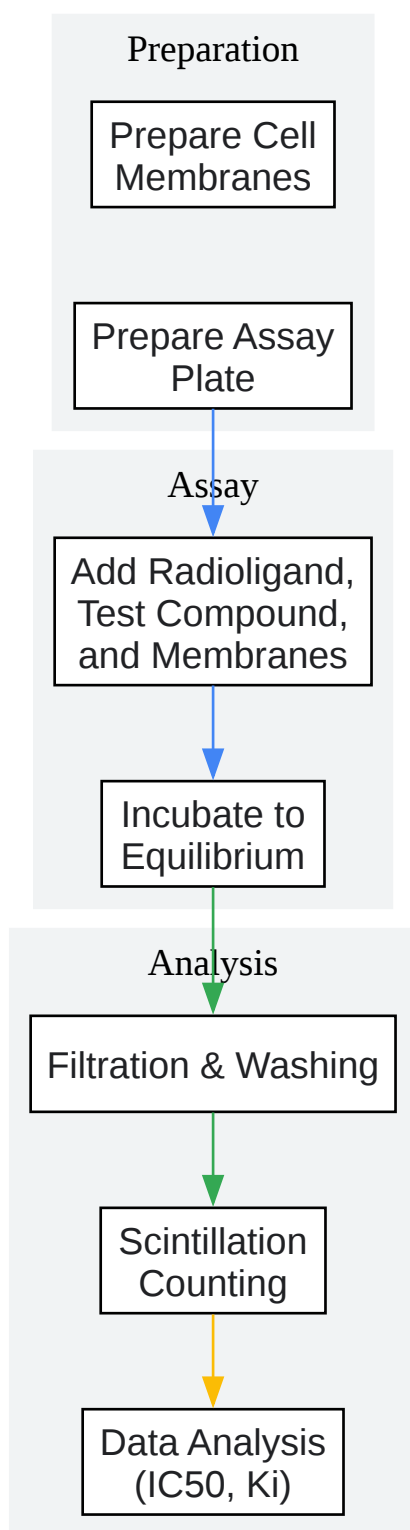 Preparation
Prepare Cell
Membranes
Prepare Assay
Plate
Assay
Add Radioligand,
Test Compound,
and Membranes
Incubate to
Equilibrium
Analysis
Filtration & Washing
Scintillation
Counting
Data Analysis
(IC50, Ki)